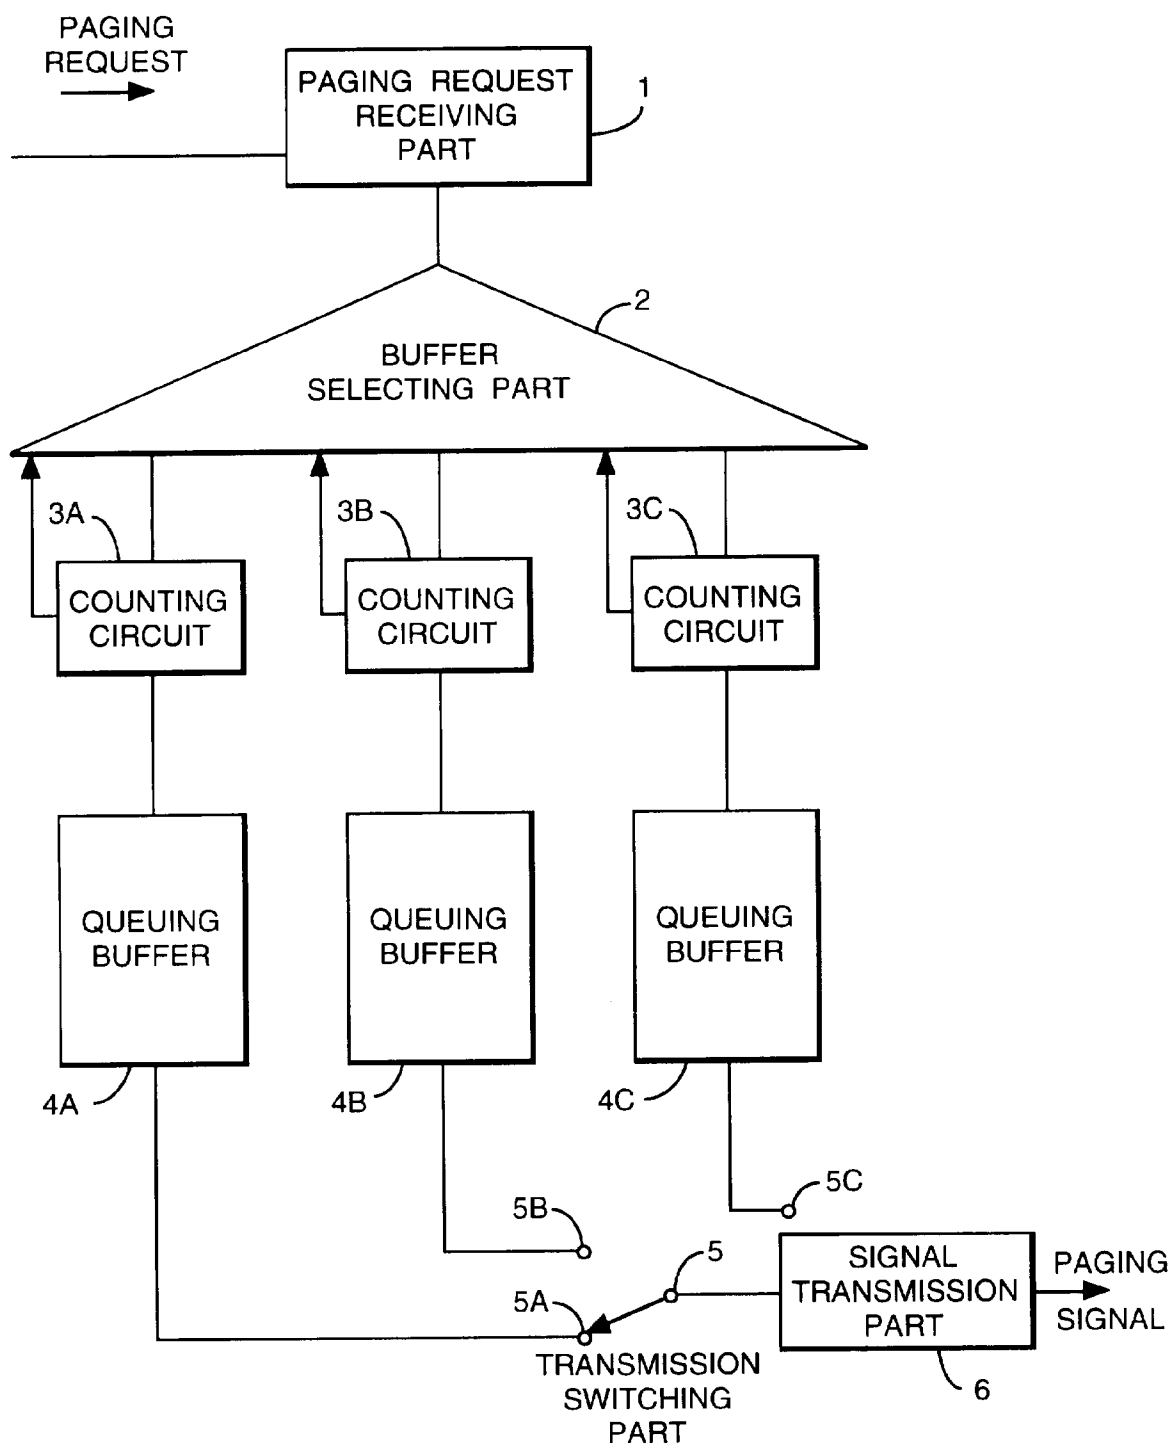 PAGING
REQUEST
PAGING REQUEST
RECEIVING
PART
1
2
BUFFER
SELECTING PART
3A
3B
3C
COUNTING
CIRCUIT
COUNTING
CIRCUIT
COUNTING
CIRCUIT
QUEUING
BUFFER
QUEUING
BUFFER
QUEUING
BUFFER
4A
4B
4C
5C
5B
5
5A
SIGNAL
TRANSMISSION
PART
PAGING
SIGNAL
TRANSMISSION
SWITCHING
PART
6